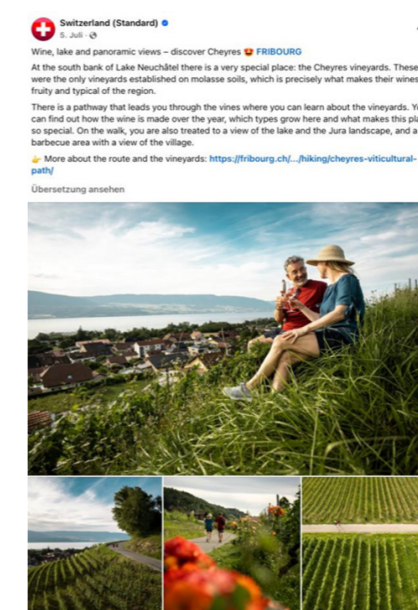 Switzerland (Standard)
5. Juli ·
Wine, lake and panoramic views – discover Cheyres 😍 FRIBOURG
At the south bank of Lake Neuchâtel there is a very special place: the Cheyres vineyards. These
were the only vineyards established on molasse soils, which is precisely what makes their wines
fruity and typical of the region.
There is a pathway that leads you through the vines where you can learn about the vineyards.
can find out how the wine is made over the year, which types grow here and what makes this
so special. On the walk, you are also treated to a view of the lake and the Jura landscape, and a
barbecue area with a view of the village.
👉 More about the route and the vineyards: https://fribourg.ch/.../hiking/cheyres-viticultural-
path/
Übersetzung ansehen